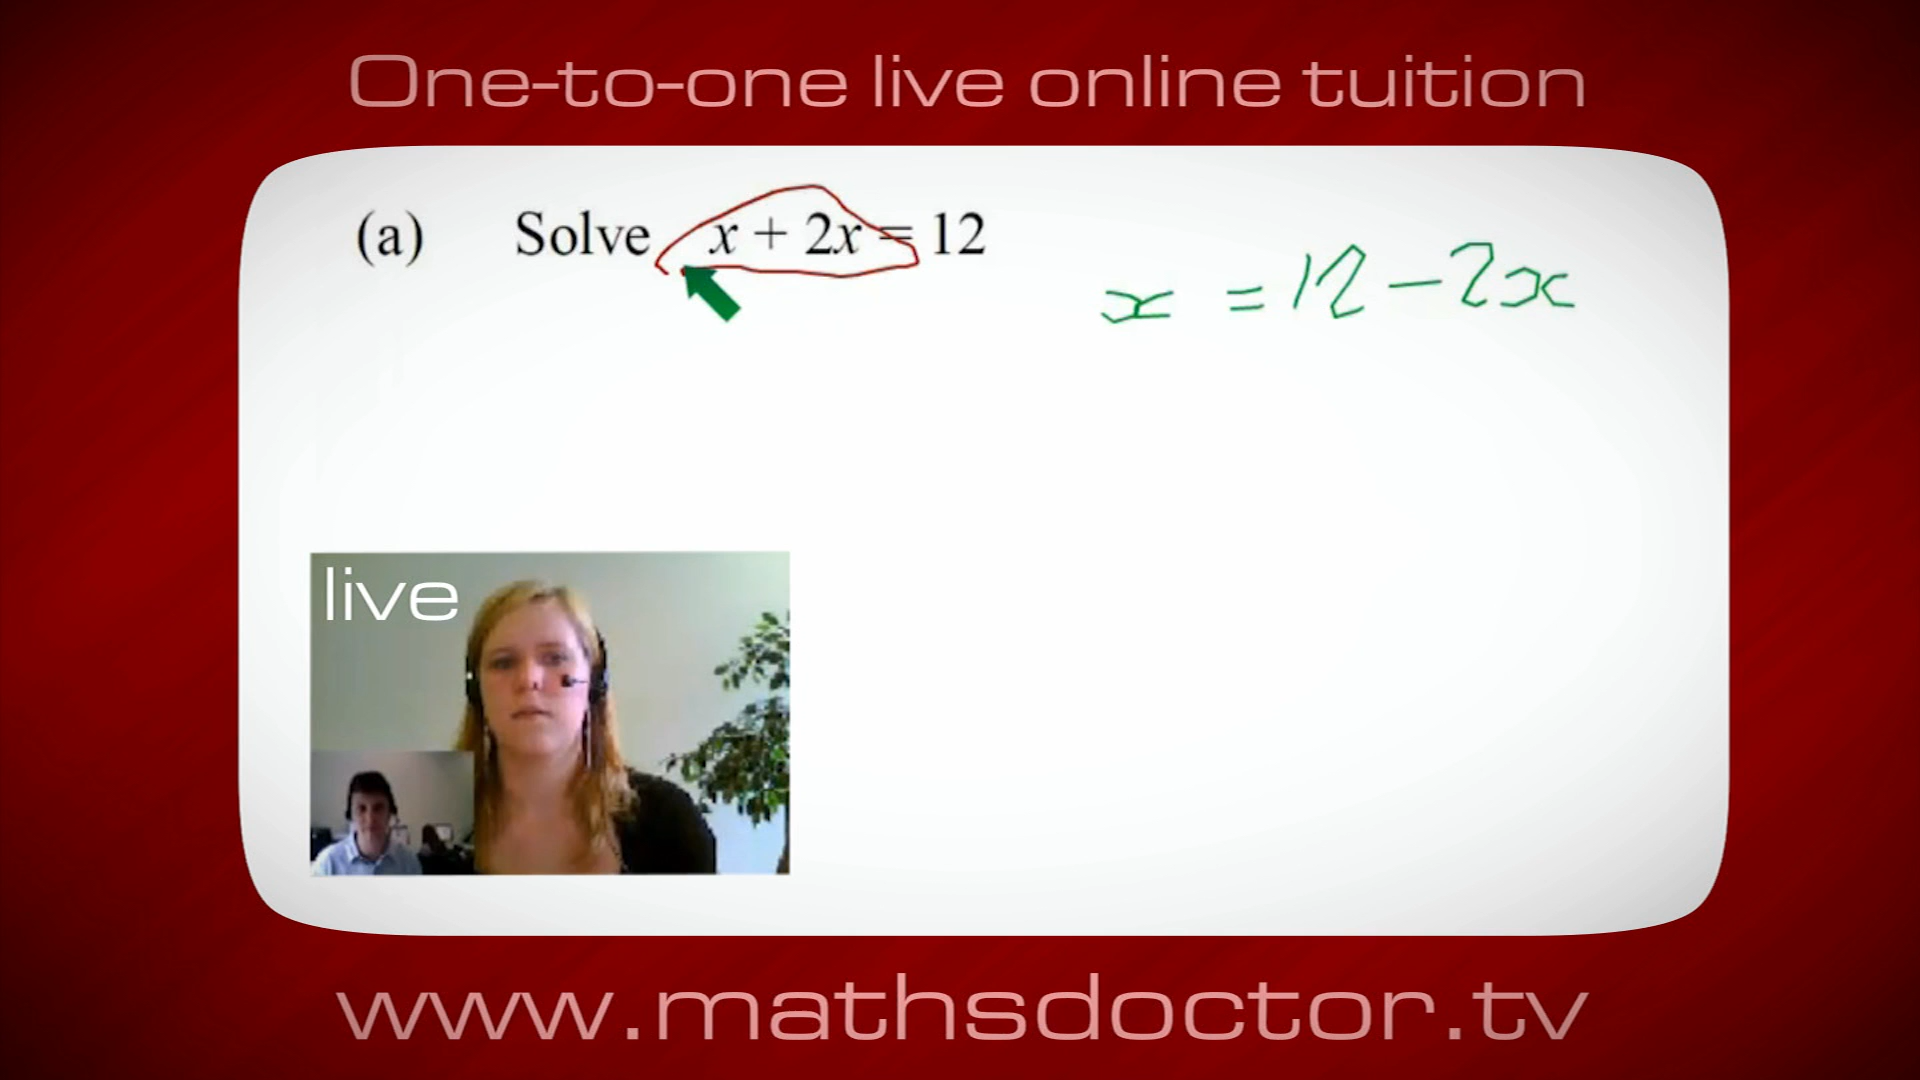 One-to-one live online tuition
(a) Solve x + 2x = 12
x = 12 - 2x
live
www.mathsdoctor.tv